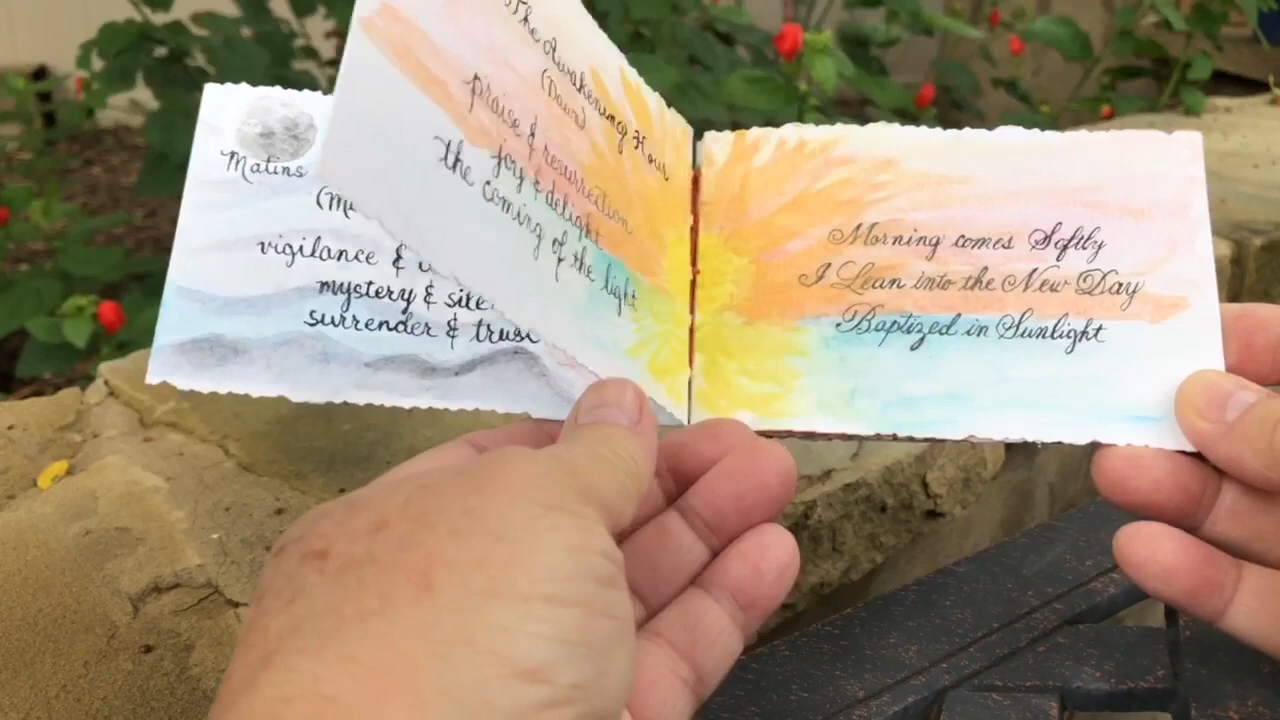 Matins
vigilance &
mystery &
surrender & trust
The Awakening Hour
(Dawn)
praise & resurrection
joy & delight
the coming of the light
Morning comes Softly
I Lean into the New Day
Baptized in Sunlight